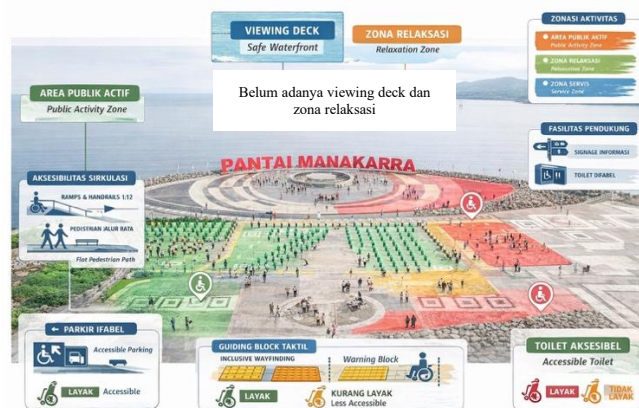 VIEWING DECK
Safe Waterfront
ZONA RELAKSASI
Relaxation Zone
Belum adanya viewing deck dan
zona relaksasi
ZONASI AKTIVITAS
AREA PUBLIK AKTIF
Public Activity Zone
ZONA RELAKSASI
Relaxation Zone
ZONA SERVIS
Service Zone
AREA PUBLIK ACTIF
Public Activity Zone
FASILITAS PENDUKUNG
SIGNAGE INFORMASI
TOILET DIFABEL
PANTAI MANAKARRA
AKSESIBILITAS SIRKULASI
RAMPS & HANDRAILS 1:12
PEDISTRIAN JALUR RATA
Flat Pedestrian Path
PARKIR IFABEL
Accessible Parking
LAYAK Accessible
GUIDING BLOCK TAKTIL
INCLUSIVE WAYFINDING
Warning Block
LAYAK
KURANG LAYAK
Less Accessible
TOILET AKSESIBEL
Accessible Toilet
LAYAK
TIDAK
LAYAK